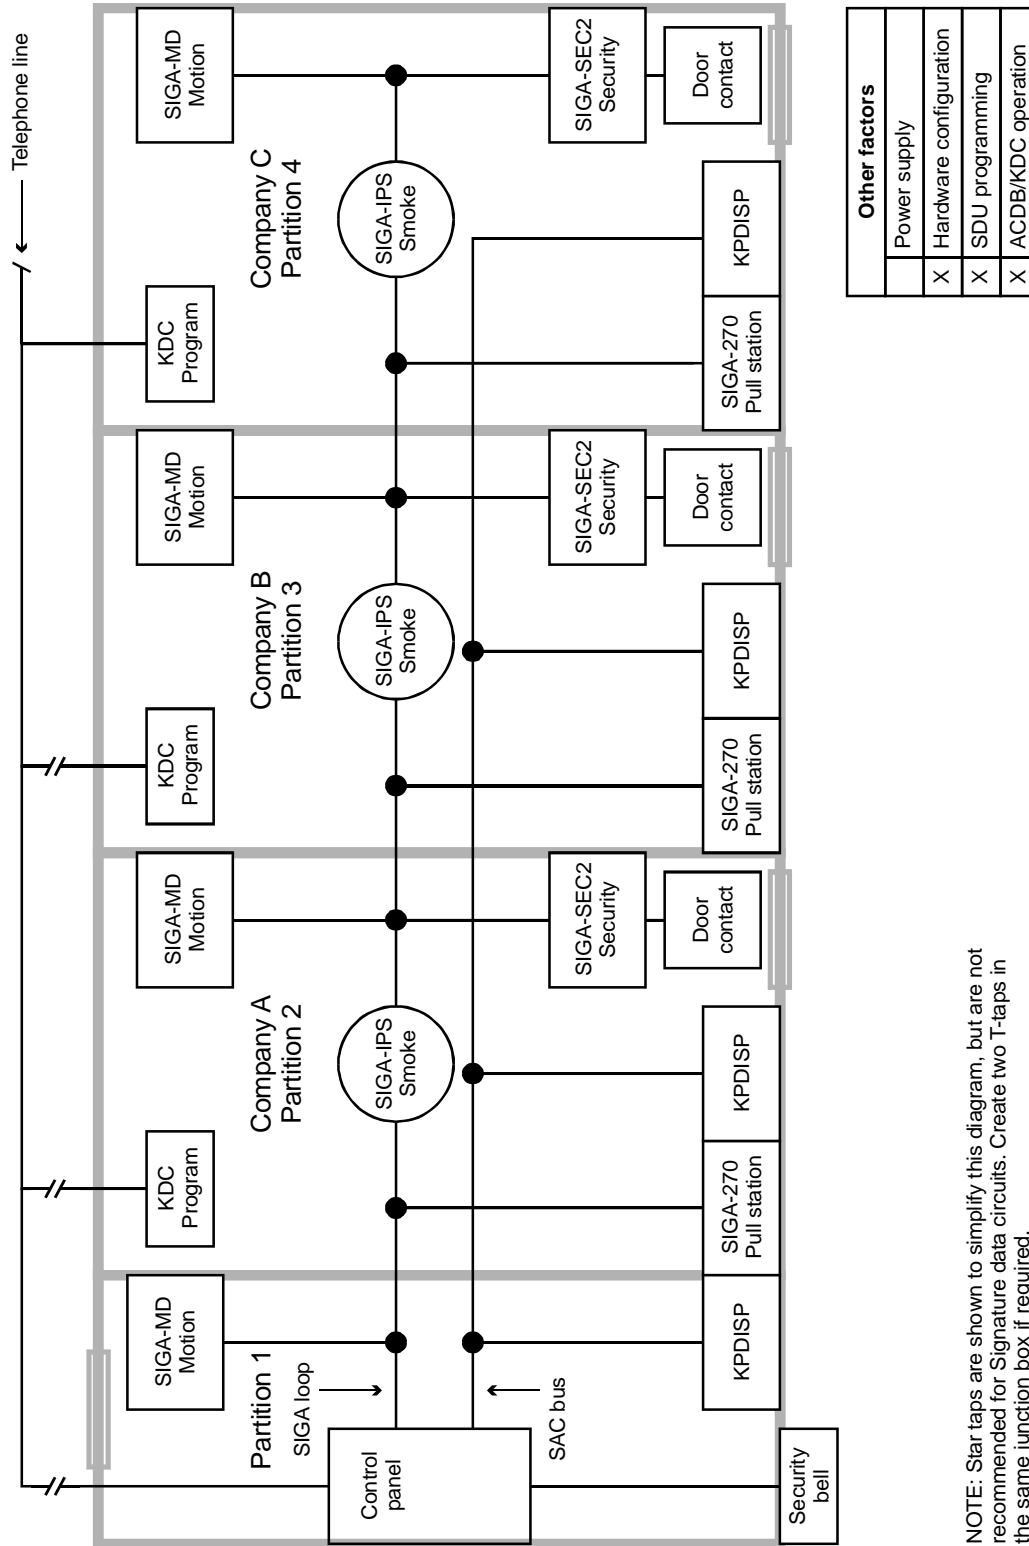 Telephone line
KDC
Program
KDC
Program
KDC
Program
SIGA-MD
Motion
SIGA-MD
Motion
SIGA-MD
Motion
SIGA-MD
Motion
Partition 1
Company A
Partition 2
Company B
Partition 3
Company C
Partition 4
SIGA loop
Control
panel
SIGA-IPS
Smoke
SIGA-IPS
Smoke
SIGA-IPS
Smoke
SAC bus
SIGA-SEC2
Security
SIGA-SEC2
Security
SIGA-SEC2
Security
Door
contact
Door
contact
Door
contact
KPDISP
SIGA-270
Pull station
KPDISP
SIGA-270
Pull station
KPDISP
SIGA-270
Pull station
KPDISP
Security
bell
Other factors
Power supply
X Hardware configuration
X SDU programming
X ACDB/KDC operation
NOTE: Star taps are shown to simplify this diagram, but are not
recommended for Signature data circuits. Create two T-taps in
the same junction box if required.